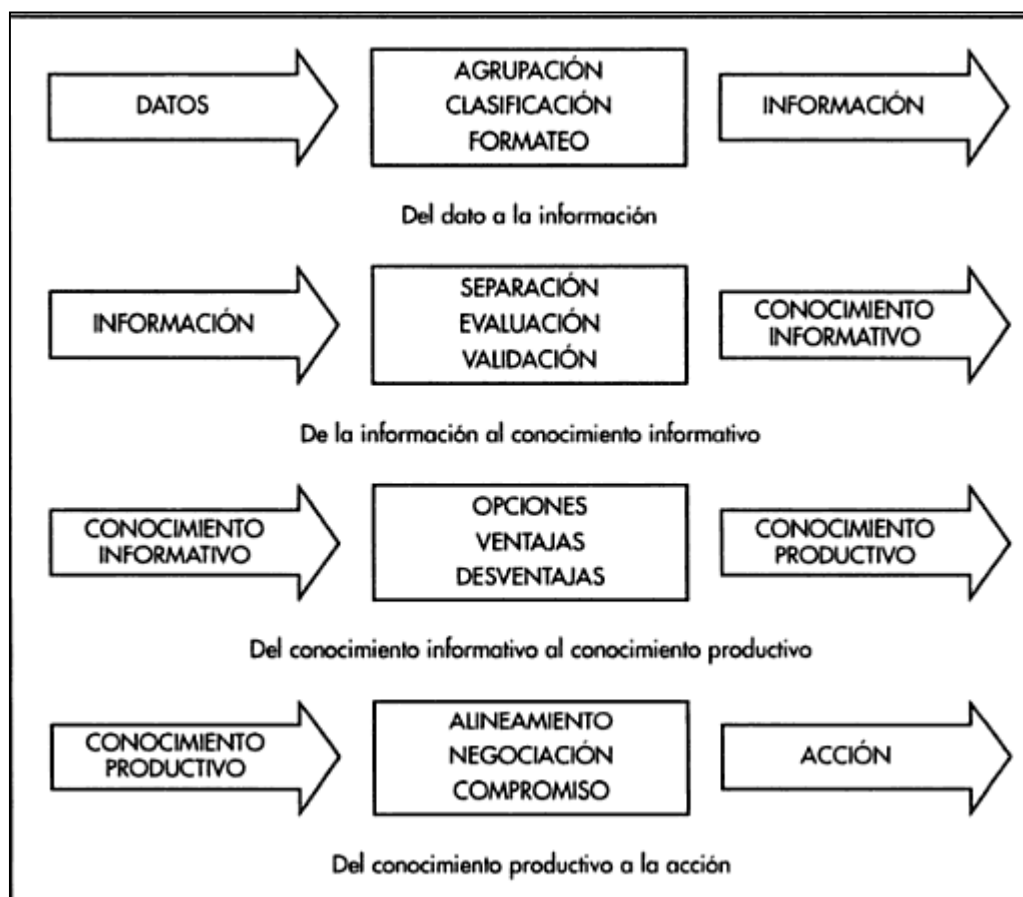 DATOS
AGRUPACIÓN
CLASIFICACIÓN
FORMATEO
INFORMACIÓN
Del dato a la información
INFORMACIÓN
SEPARACIÓN
EVALUACIÓN
VALIDACIÓN
CONOCIMIENTO
INFORMATIVO
De la información al conocimiento informativo
CONOCIMIENTO
INFORMATIVO
OPCIONES
VENTAJAS
DESVENTAJAS
CONOCIMIENTO
PRODUCTIVO
Del conocimiento informativo al conocimiento productivo
CONOCIMIENTO
PRODUCTIVO
ALINEAMIENTO
NEGOCIACIÓN
COMPROMISO
ACCIÓN
Del conocimiento productivo a la acción